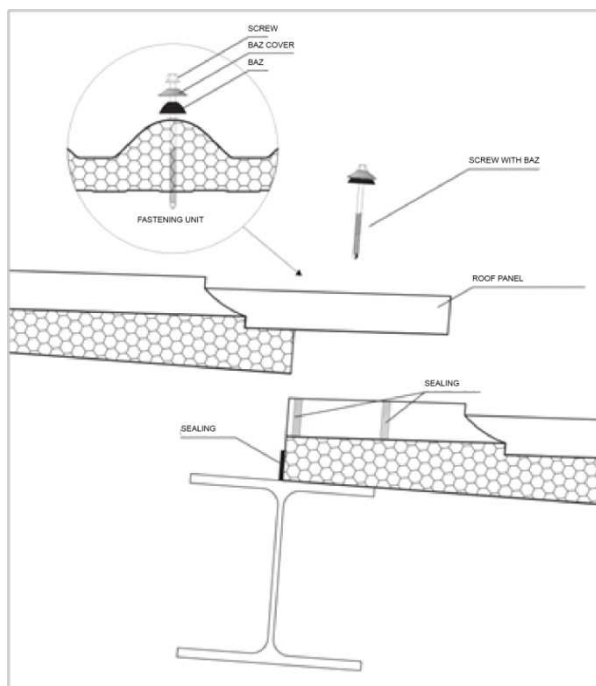 SCREW
BAZ COVER
BAZ
SCREW WITH BAZ
FASTENING UNIT
ROOF PANEL
SEALING
SEALING